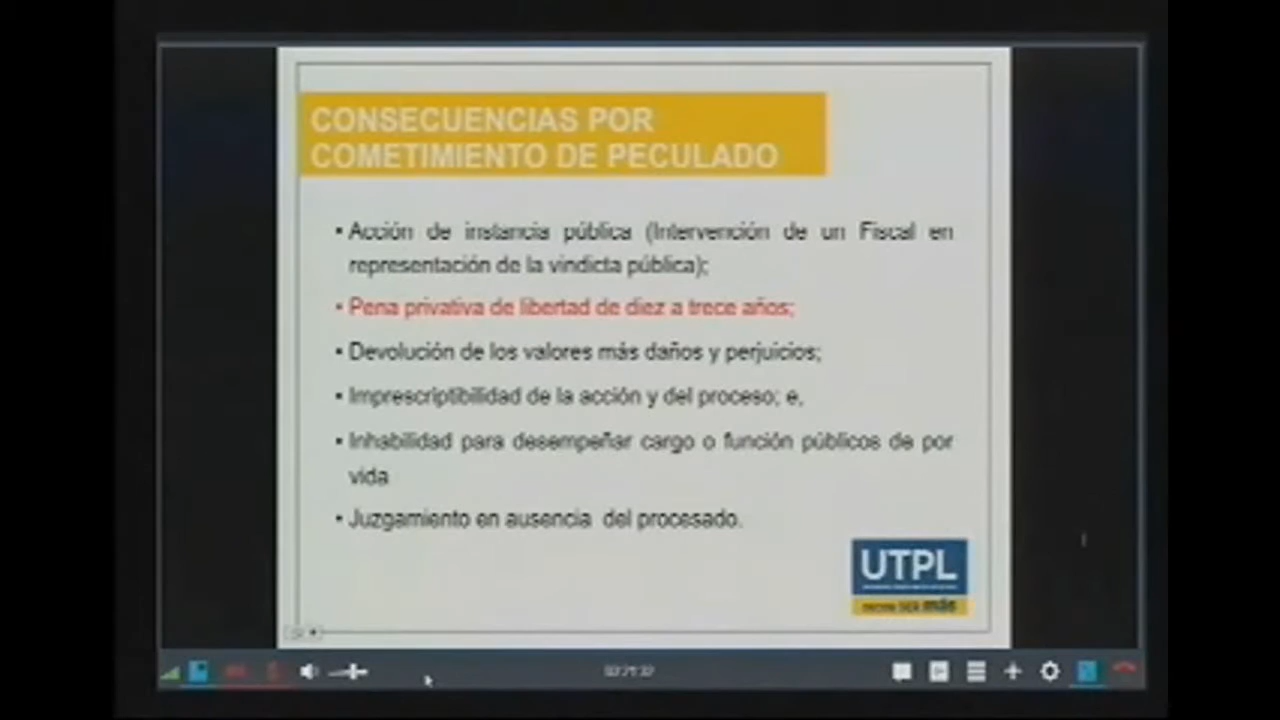 CONSECUENCIAS POR
COMETIMIENTO DE PECULADO
• Acción de instancia pública (Intervención de un Fiscal en
representación de la vindicta pública);
• Pena privativa de libertad de diez a trece años;
• Devolución de los valores más daños y perjuicios;
• Imprescriptibilidad de la acción y del proceso; e,
• Inhabilidad para desempeñar cargo o función públicos de por
vida
• Juzgamiento en ausencia del procesado.
UTPL
más